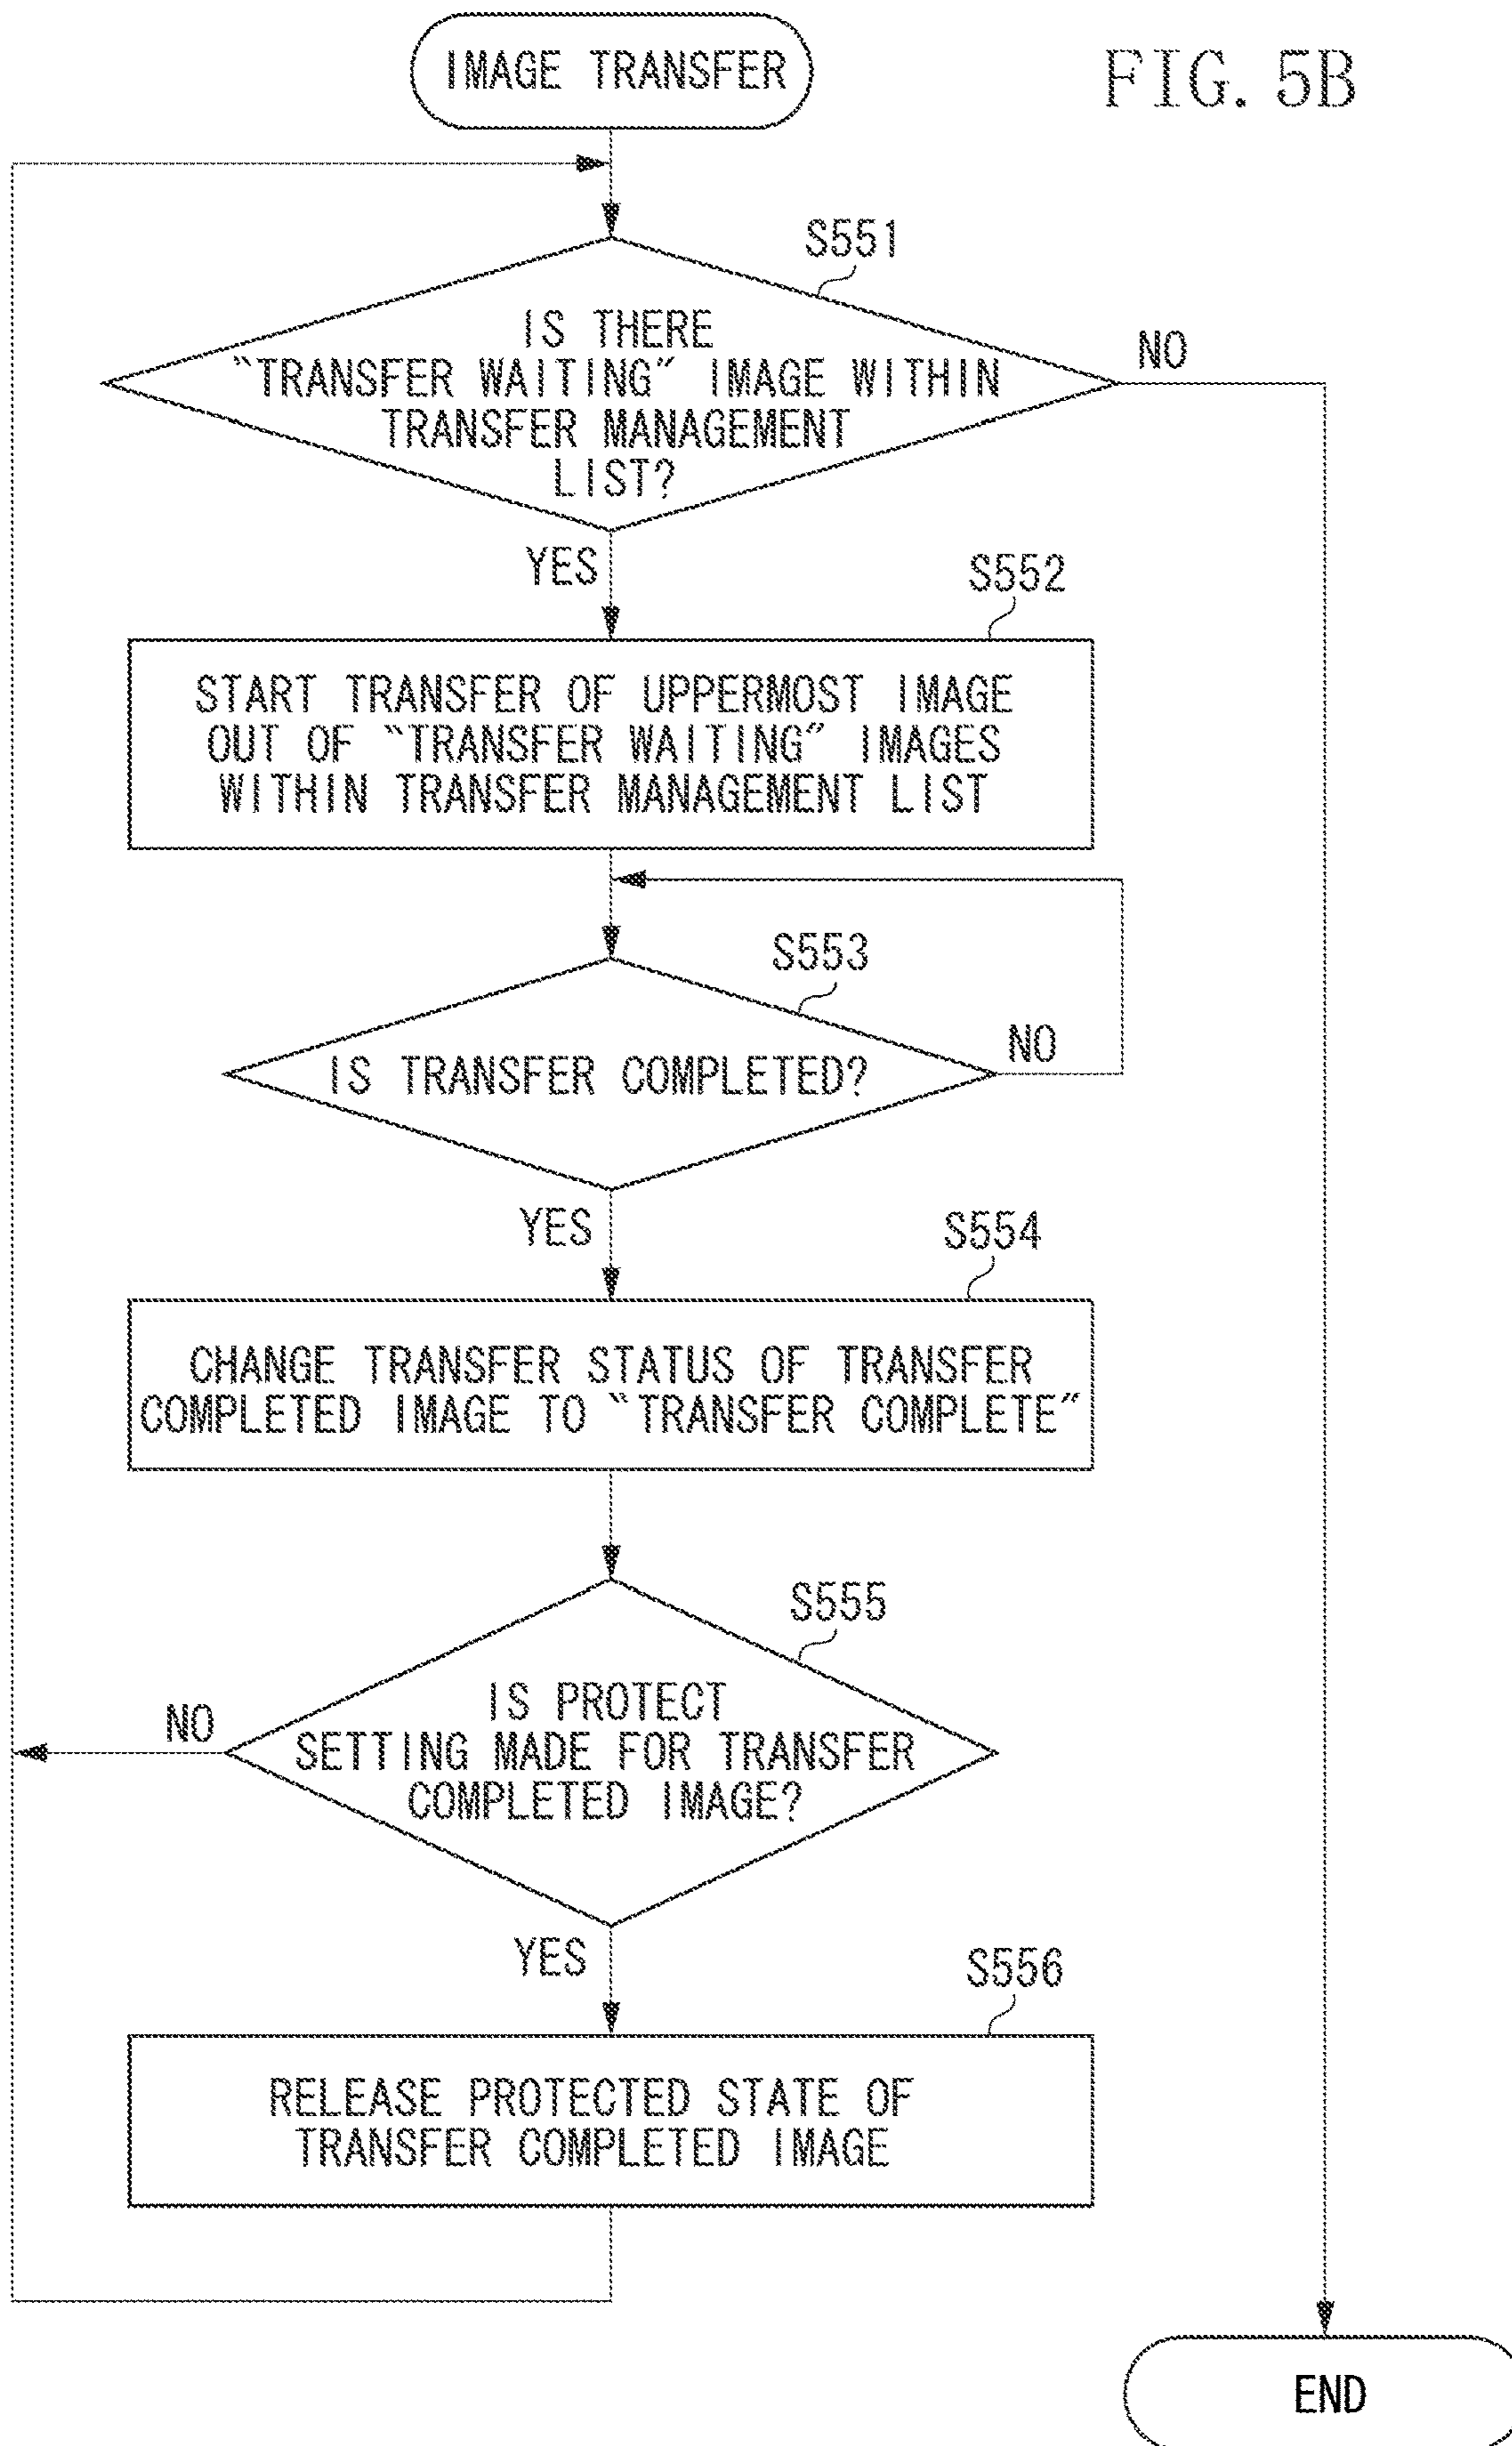 IMAGE TRANSFER
FIG. 5B
S551
IS THERE
“TRANSFER WAITING” IMAGE WITHIN
TRANSFER MANAGEMENT
LIST?
NO
YES
S552
START TRANSFER OF UPPERMOST IMAGE
OUT OF “TRANSFER WAITING” IMAGES
WITHIN TRANSFER MANAGEMENT LIST
S553
IS TRANSFER COMPLETED?
NO
YES
S554
CHANGE TRANSFER STATUS OF TRANSFER
COMPLETED IMAGE TO “TRANSFER COMPLETE”
S555
IS PROTECT
SETTING MADE FOR TRANSFER
COMPLETED IMAGE?
NO
YES
S556
RELEASE PROTECTED STATE OF
TRANSFER COMPLETED IMAGE
END